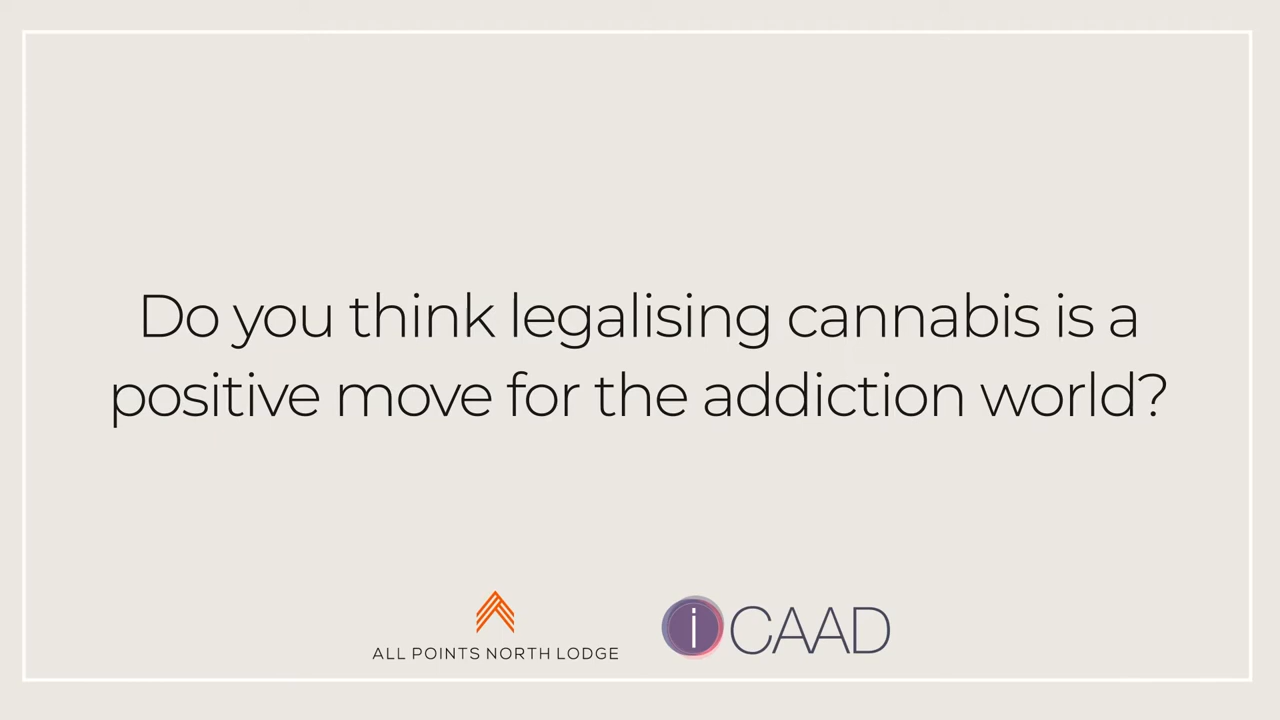 Do you think legalising cannabis is a
positive move for the addiction world?
ALL POINTS NORTH LODGE
iCAAD